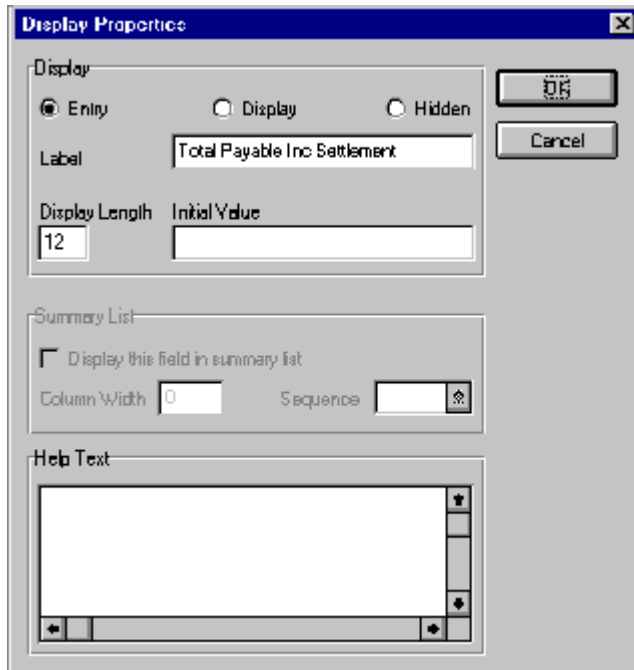 Display Properties
Display
Entry
Display
Hidden
OK
Label
Total Payable Inc Settlement
Cancel
Display Length
Initial Value
12
Summary List
Display this field in summary list
Column Width
0
Sequence
Help Text